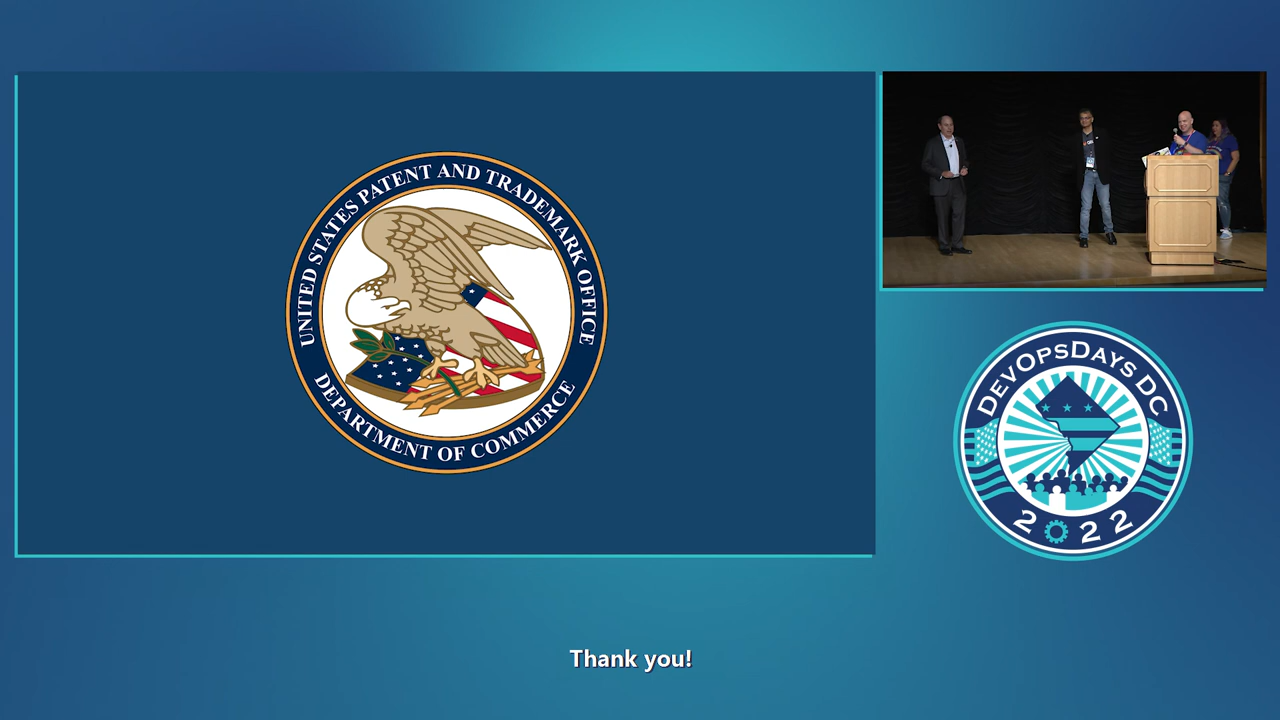 UNITED STATES PATENT AND TRADEMARK OFFICE
DEPARTMENT OF COMMERCE
DEVOPSDAYS DC
2022
Thank you!